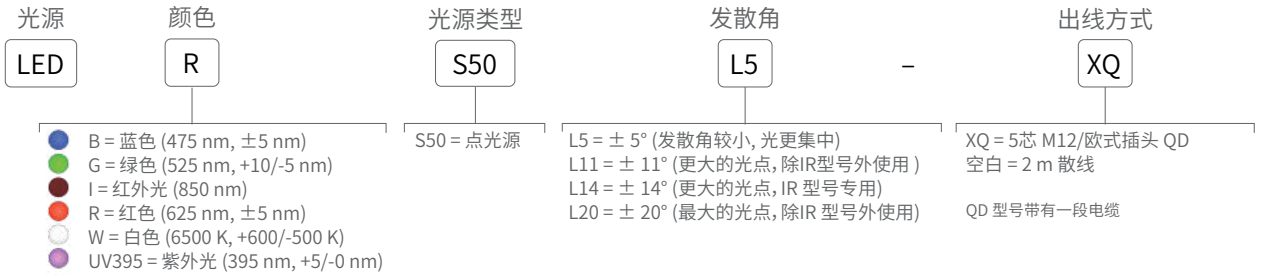 光源 颜色 光源类型 发散角 出线方式
LED R S50 L5 – XQ
B = 蓝色 (475 nm, ±5 nm)
G = 绿色 (525 nm, +10/-5 nm)
I = 红外光 (850 nm)
R = 红色 (625 nm, ±5 nm)
W = 白色 (6500 K, +600/-500 K)
UV395 = 紫外光 (395 nm, +5/-0 nm)
S50 = 点光源
L5 = ± 5° (发散角较小, 光更集中)
L11 = ± 11° (更大的光点, 除IR型号外使用 )
L14 = ± 14° (更大的光点, IR 型号专用)
L20 = ± 20° (最大的光点, 除IR 型号外使用)
XQ = 5芯 M12/欧式插头 QD
空白 = 2 m 散线
QD 型号带有一段电缆